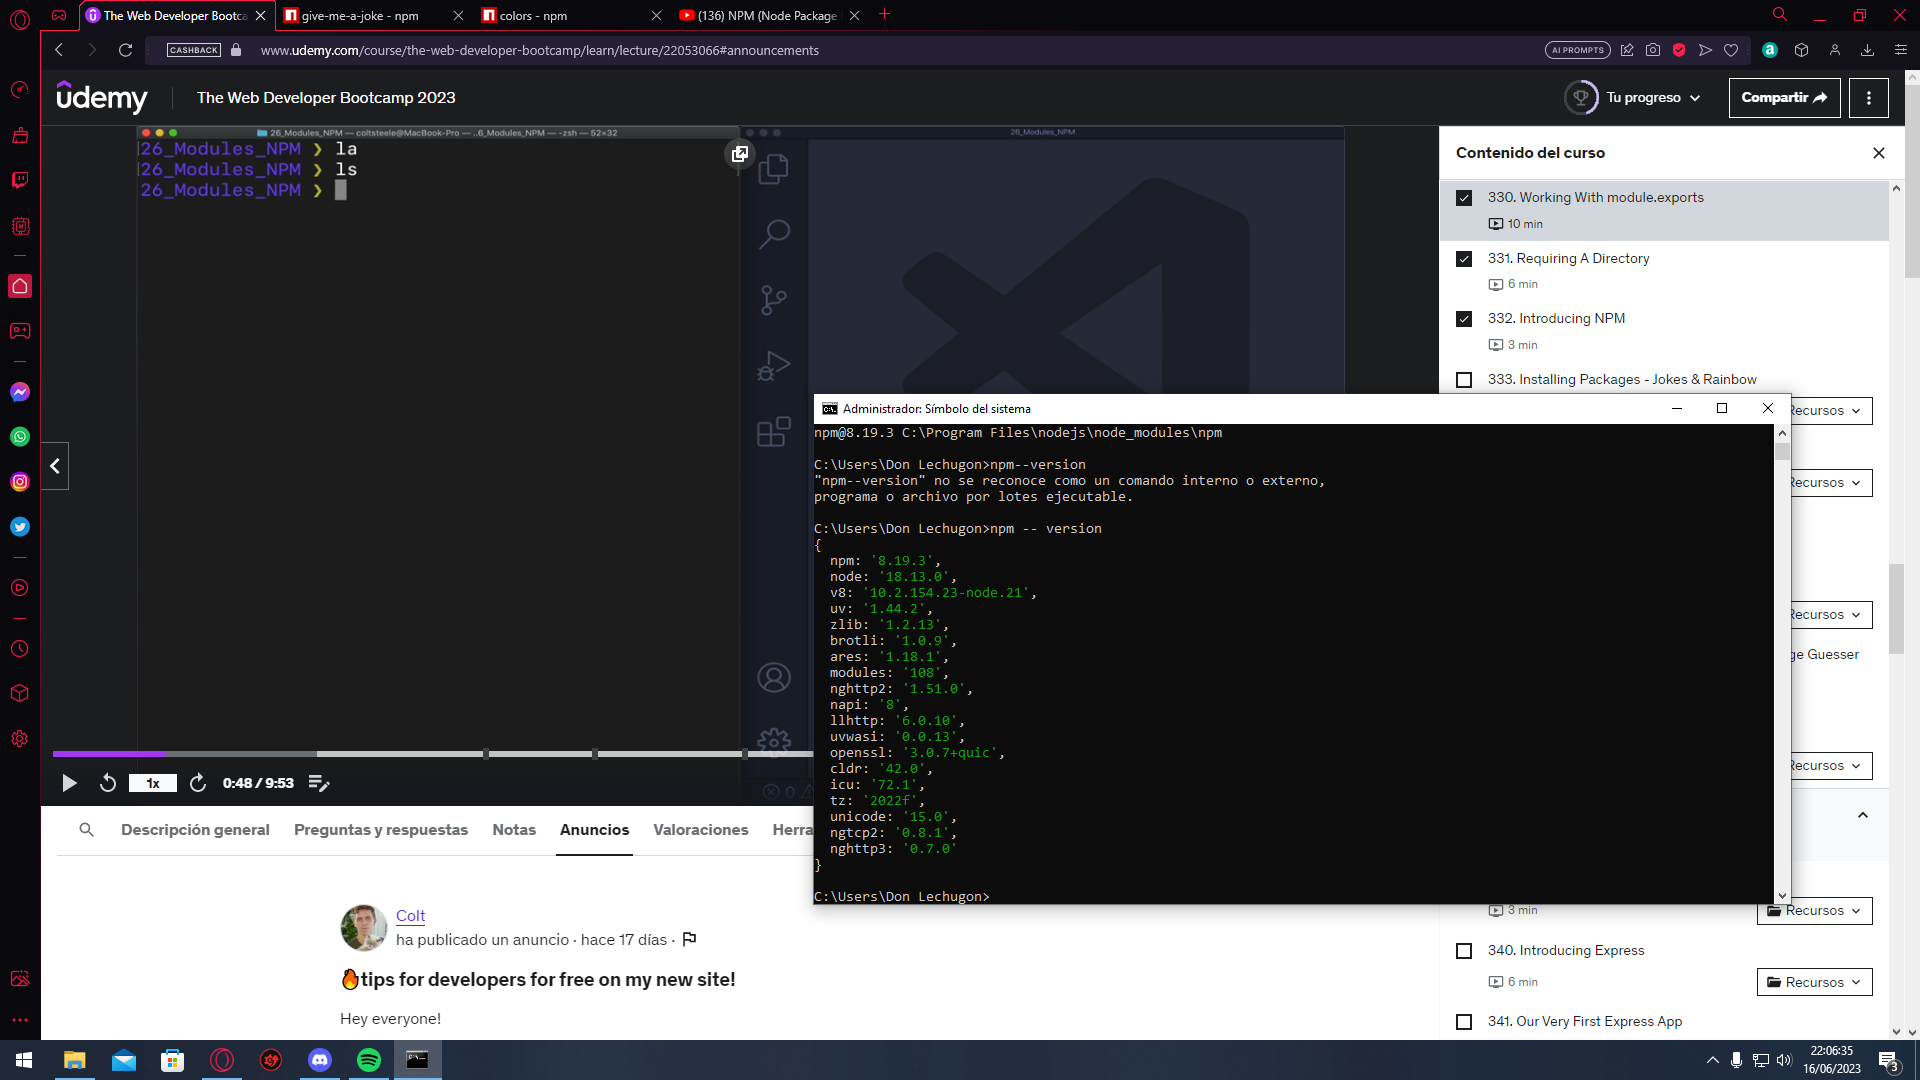 The Web Developer Bootca
give-me-a-joke - npm
colors - npm
(136) NPM (Node Package
CASHBACK
www.udemy.com/course/the-web-developer-bootcamp/learn/lecture/22053066#announcements
AI PROMPTS
udemy
The Web Developer Bootcamp 2023
Tu progreso
Compartir
26_Modules_NPM — coltsteele@MacBook-Pro — ..6_Modules_NPM — -zsh — 52×32
26_Modules_NPM
26_Modules_NPM ❯ la
26_Modules_NPM ❯ ls
26_Modules_NPM ❯
Contenido del curso
330. Working With module.exports
10 min
331. Requiring A Directory
6 min
332. Introducing NPM
3 min
333. Installing Packages - Jokes & Rainbow
Recursos
Recursos
Recursos
ge Guesser
Recursos
Administrador: Símbolo del sistema
npm@8.19.3 C:\Program Files\nodejs\node_modules\npm
C:\Users\Don Lechugon>npm--version
"npm--version" no se reconoce como un comando interno o externo,
programa o archivo por lotes ejecutable.
C:\Users\Don Lechugon>npm -- version
{
npm: '8.19.3',
node: '18.13.0',
v8: '10.2.154.23-node.21',
uv: '1.44.2',
zlib: '1.2.13',
brotli: '1.0.9',
ares: '1.18.1',
modules: '108',
nghttp2: '1.51.0',
napi: '8',
llhttp: '6.0.10',
uvwasi: '0.0.13',
openssl: '3.0.7+quic',
cldr: '42.0',
icu: '72.1',
tz: '2022f',
unicode: '15.0',
ngtcp2: '0.8.1',
nghttp3: '0.7.0'
}
C:\Users\Don Lechugon>
1x
0:48 / 9:53
0
Descripción general
Preguntas y respuestas
Notas
Anuncios
Valoraciones
Herra
Colt
ha publicado un anuncio · hace 17 días ·
🔥tips for developers for free on my new site!
Hey everyone!
3 min
Recursos
340. Introducing Express
6 min
Recursos
341. Our Very First Express App
22:06:35
16/06/2023
3